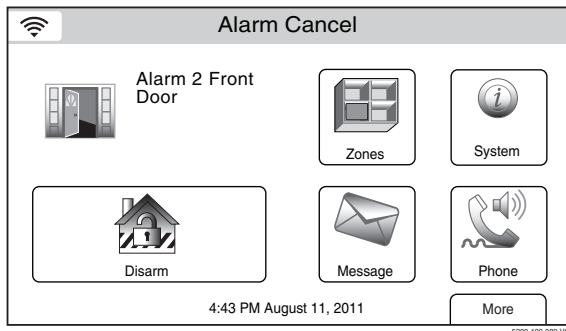 Alarm Cancel
Alarm 2 Front
Door
Zones
System
Disarm
Message
Phone
4:43 PM August 11, 2011
More